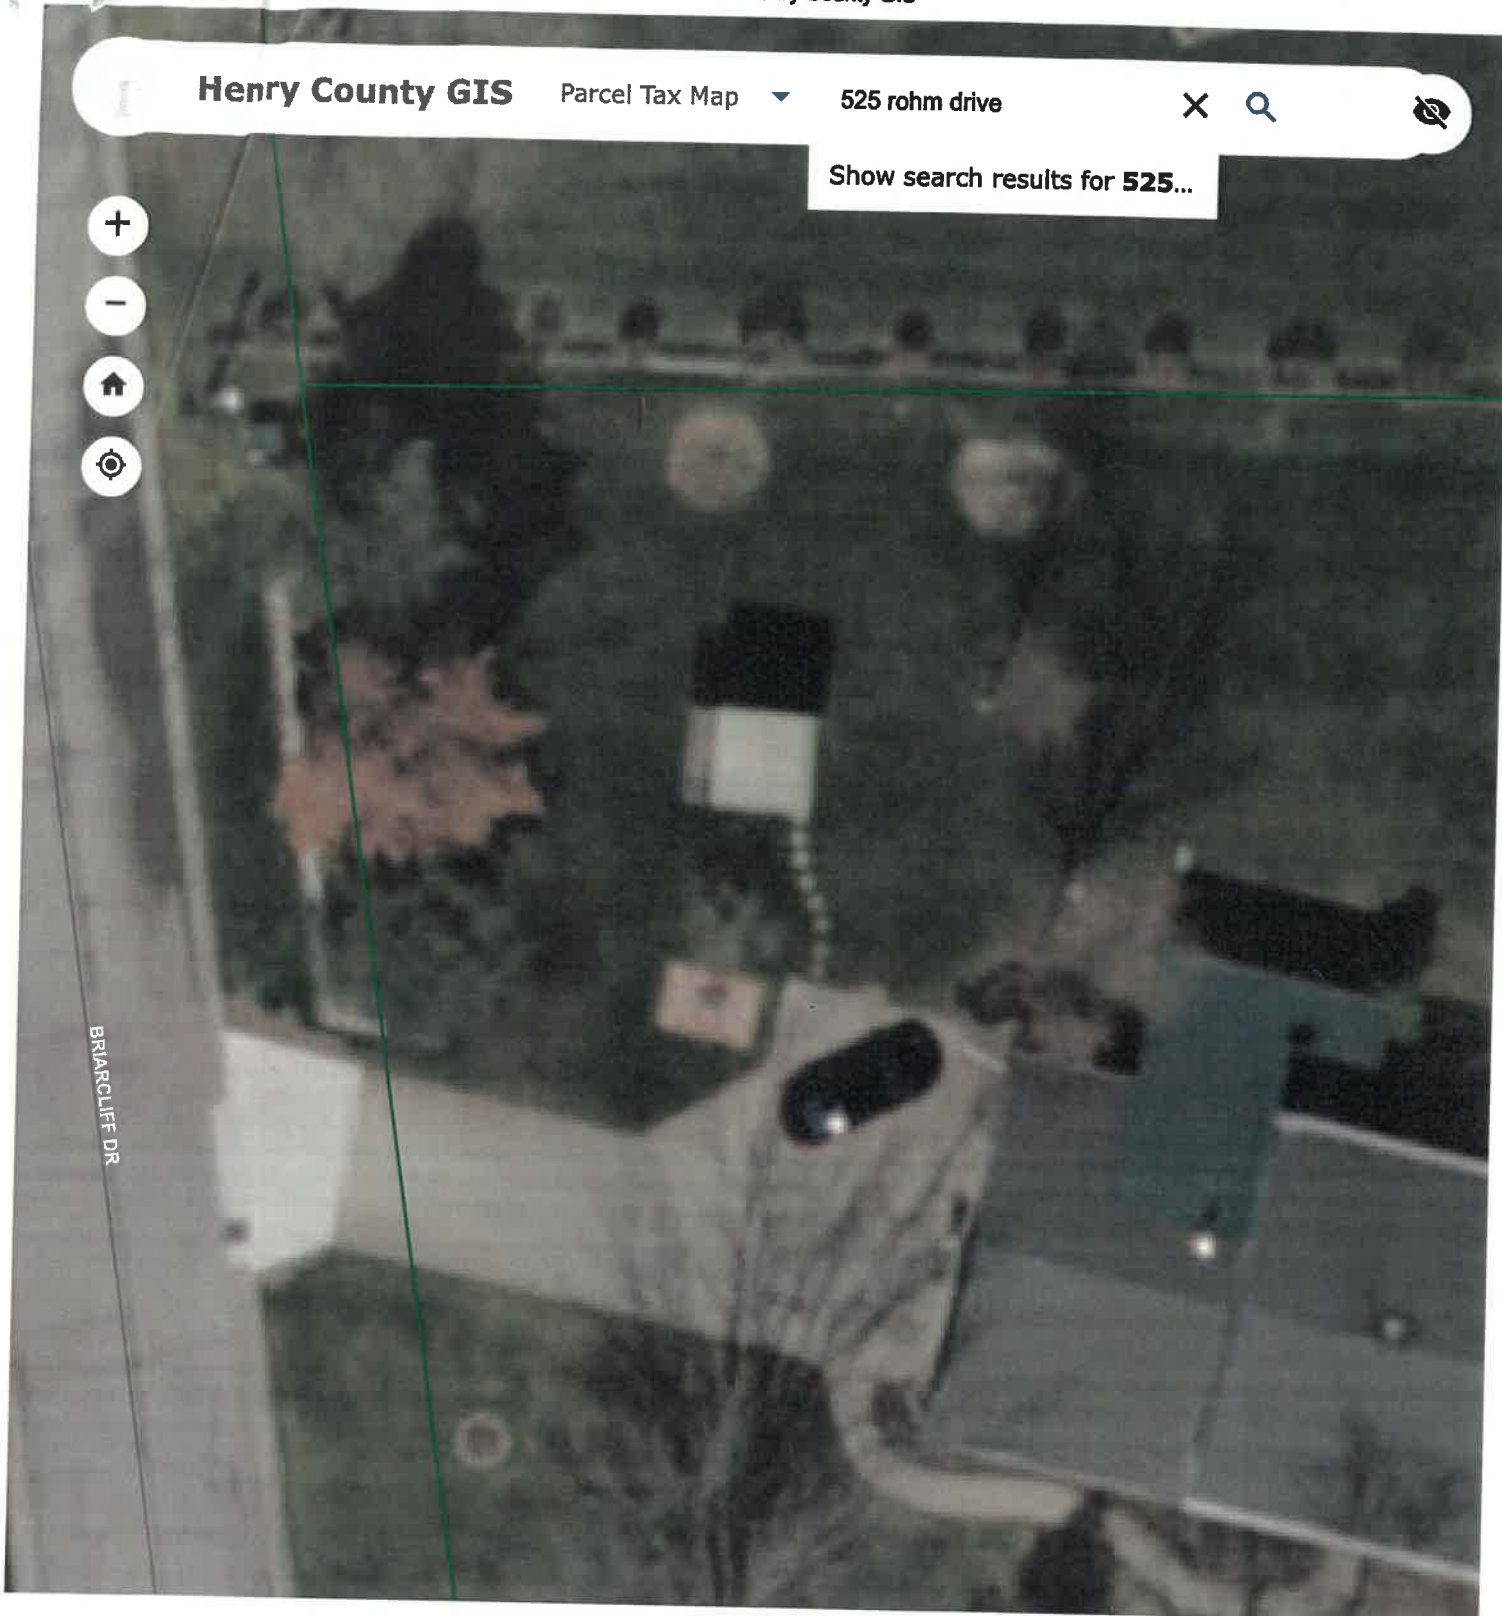 Henry County GIS
Parcel Tax Map
525 rohm drive
Show search results for 525...
BRIARCLIFF DR